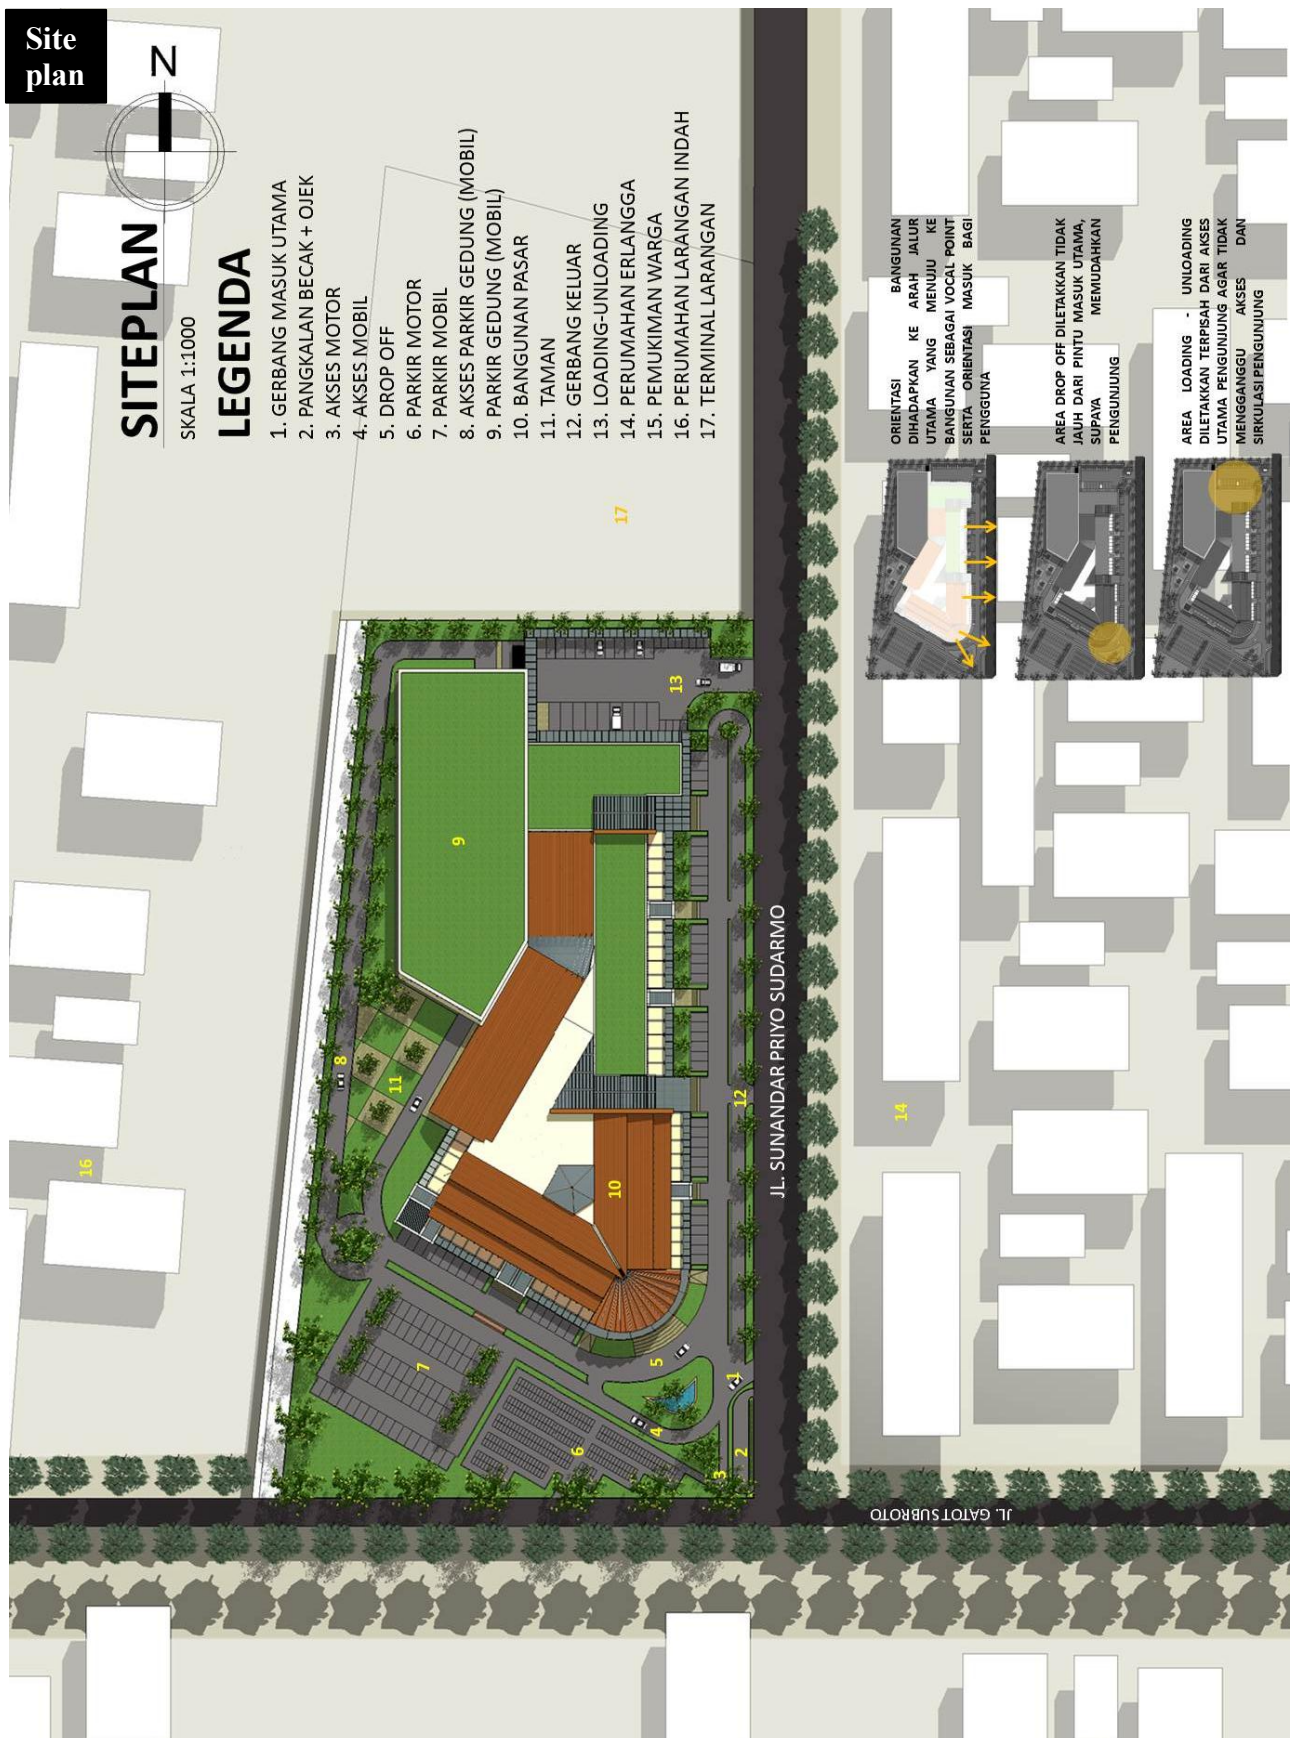 Site
plan
N
SITEPLAN
SKALA 1:1000
LEGENDA
1. GERBANG MASUK UTAMA
2. PANGKALAN BECAK + OJEK
3. AKSES MOTOR
4. AKSES MOBIL
5. DROP OFF
6. PARKIR MOTOR
7. PARKIR MOBIL
8. AKSES PARKIR GEDUNG (MOBIL)
9. PARKIR GEDUNG (MOBIL)
10. BANGUNAN PASAR
11. TAMAN
12. GERBANG KELUAR
13. LOADING-UNLOADING
14. PERUMAHAN ERLANGGA
15. PEMUKIMAN WARGA
16. PERUMAHAN LARANGAN INDAH
17. TERMINAL LARANGAN
ORIENTASI BANGUNAN
DIHADAPKAN KE ARAH JALUR
UTAMA YANG MENUJU KE
BANGUNAN SEBAGAI VOCAL POINT
SERTA ORIENTASI MASUK BAGI
PENGGUNA
AREA DROP OFF DILETAKKAN TIDAK
JAUH DARI PINTU MASUK UTAMA,
SUPAYA MEMUDAHKAN
PENGUNJUNG
AREA LOADING - UNLOADING
DILETAKKAN TERPISAH DARI AKSES
UTAMA PENGUNJUNG AGAR TIDAK
MENGGANGGU AKSES DAN
SIRKULASI PENGUNJUNG
17
13
9
8
11
16
12
10
14
7
5
1
4
6
2
3
JL. SUNANDAR PRIYO SUDARMO
JL. GATOT SUBROTO